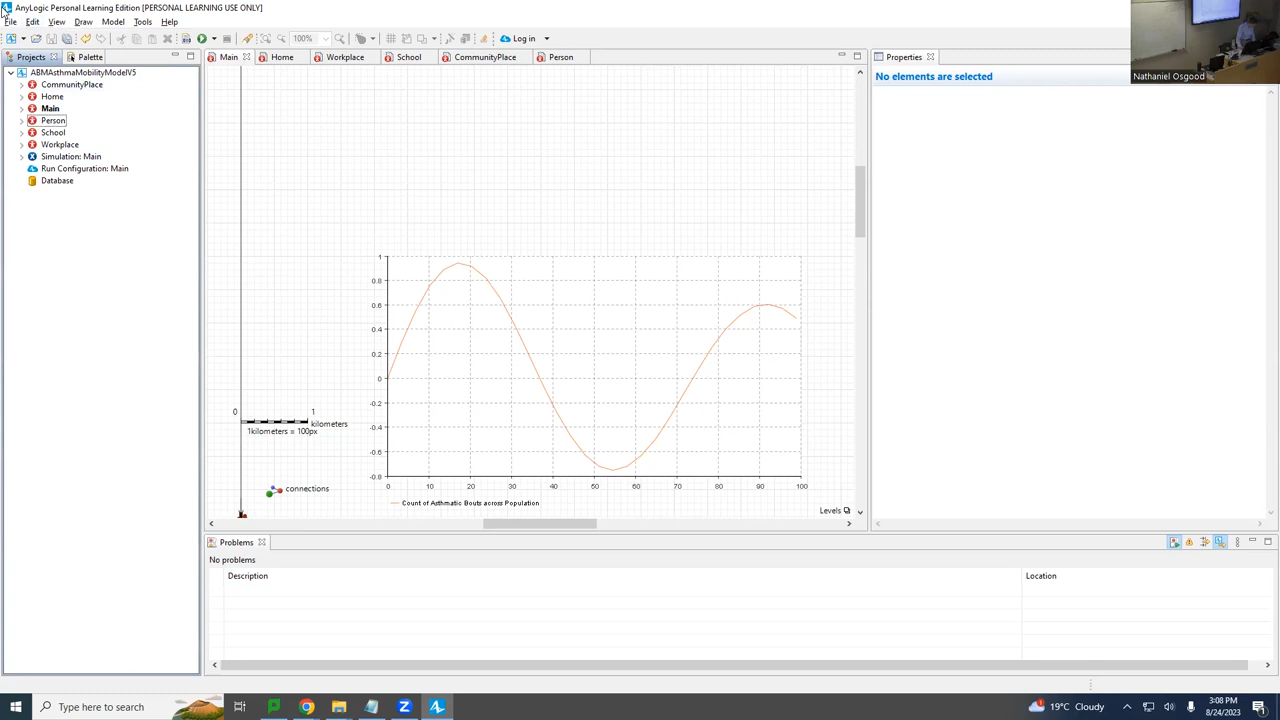 AnyLogic Personal Learning Edition [PERSONAL LEARNING USE ONLY]
File Edit View Draw Model Tools Help
100% Log in
Projects Palette Main Home Workplace School CommunityPlace Person Properties
Nathaniel Osgood
No elements are selected
ABMAsthmaMobilityModelV5
CommunityPlace
Home
Main
Person
School
Workplace
Simulation: Main
Run Configuration: Main
Database
1
0.8
0.6
0.4
0.2
0
-0.2
-0.4
-0.6
-0.8
0 10 20 30 40 50 60 70 80 90 100
Count of Asthmatic Bouts across Population
0 1
kilometers
1kilometers = 100px
connections
Levels
Problems
No problems
Description Location
Type here to search
19°C Cloudy
3:08 PM
8/24/2023